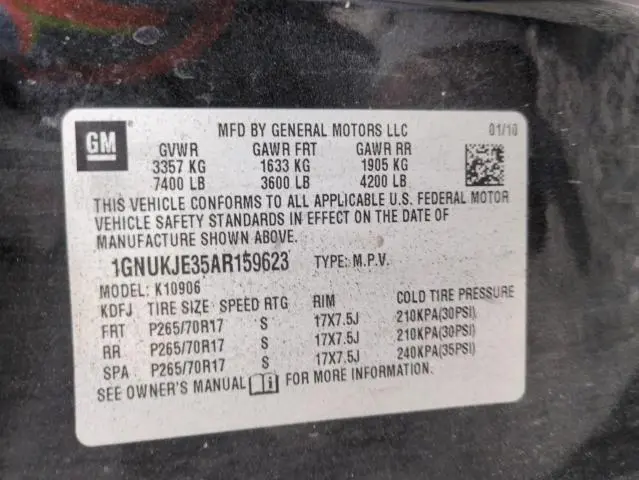 GM MFD BY GENERAL MOTORS LLC 01/10
GVWR GAWR FRT GAWR RR
3357 KG 1633 KG 1905 KG
7400 LB 3600 LB 4200 LB
THIS VEHICLE CONFORMS TO ALL APPLICABLE U.S. FEDERAL MOTOR
VEHICLE SAFETY STANDARDS IN EFFECT ON THE DATE OF
MANUFACTURE SHOWN ABOVE.
1GNUKJE35AR159623 TYPE: M.P.V.
MODEL: K10906
KDFJ TIRE SIZE SPEED RTG RIM COLD TIRE PRESSURE
FRT P265/70R17 S 17X7.5J 210KPA(30PSI)
RR P265/70R17 S 17X7.5J 210KPA(30PSI)
SPA P265/70R17 S 17X7.5J 240KPA(35PSI)
SEE OWNER'S MANUAL FOR MORE INFORMATION.